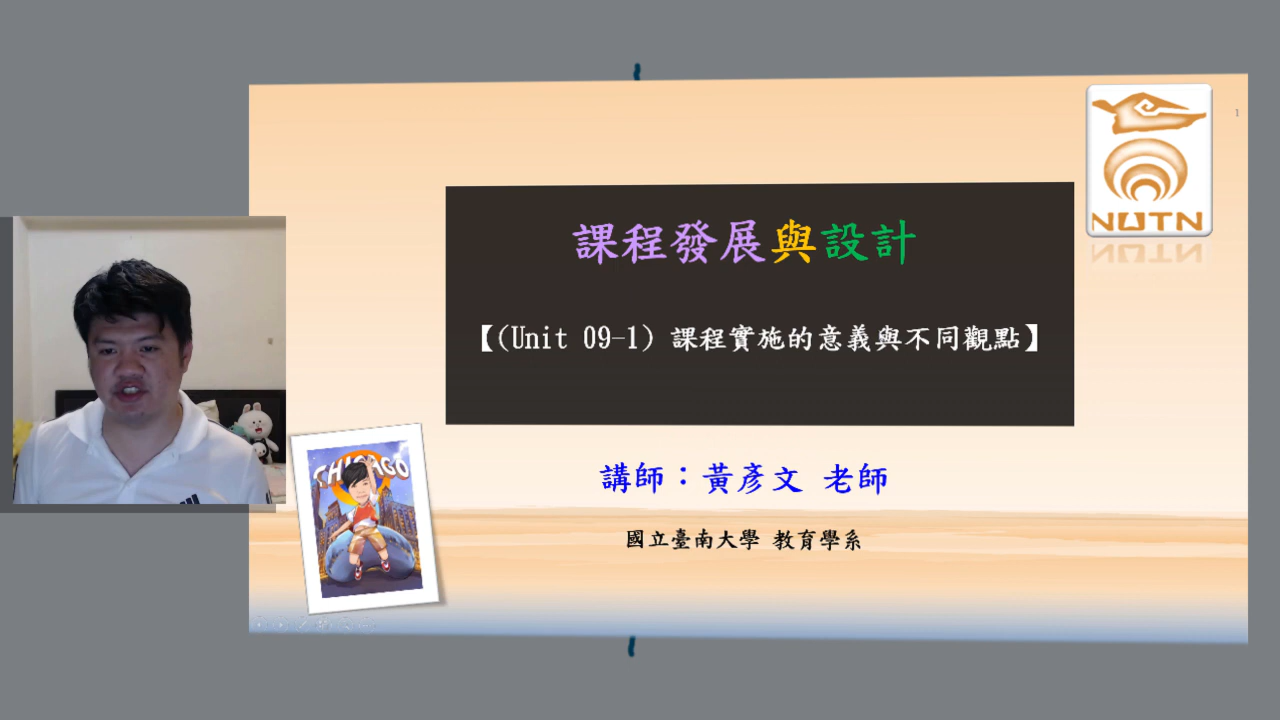 1
NUTN
課程發展與設計
【(Unit 09-1) 課程實施的意義與不同觀點】
CHICAGO
講師：黃彥文 老師
國立臺南大學 教育學系